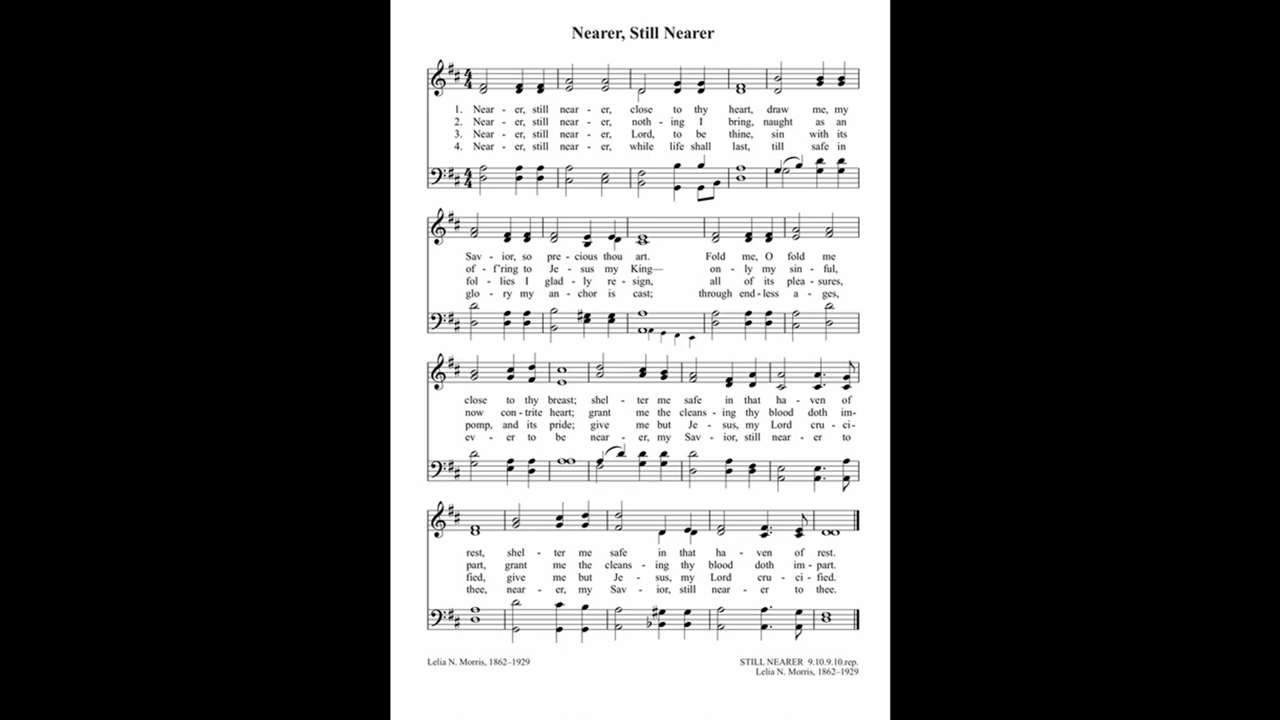 Nearer, Still Nearer
1. Near - er, still near - er, close to thy heart, draw me, my
2. Near - er, still near - er, noth - ing I bring, naught as an
3. Near - er, still near - er, Lord, to be thine, sin with its
4. Near - er, still near - er, while life shall last, till safe in
Sav - ior, so pre - cious thou art. Fold me, O fold me
of - f'ring to Je - sus my King— on - ly my sin - ful,
fol - lies I glad - ly re - sign, all of its plea - sures,
glo - ry my an - chor is cast; through end - less a - ges,
close to thy breast; shel - ter me safe in that ha - ven of
now con - trite heart; grant me the cleans - ing thy blood doth im-
pomp, and its pride; give me but Je - sus, my Lord cru - ci-
ev - er to be near - er, my Sav - ior, still near - er to
rest, shel - ter me safe in that ha - ven of rest.
part, grant me the cleans - ing thy blood doth im - part.
fied, give me but Je - sus, my Lord cru - ci - fied.
thee, near - er, my Sav - ior, still near - er to thee.
Lelia N. Morris, 1862–1929
STILL NEARER 9.10.9.10.rep.
Lelia N. Morris, 1862–1929